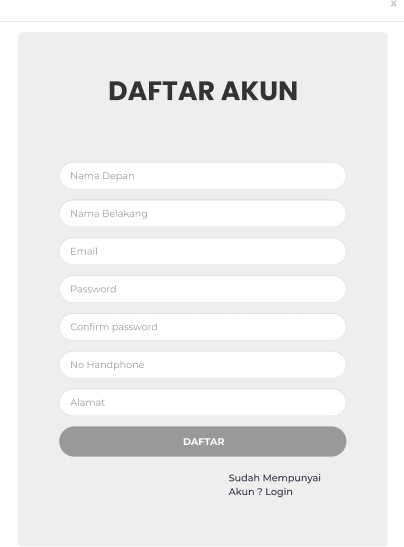 ×
DAFTAR AKUN
Nama Depan
Nama Belakang
Email
Password
Confirm password
No Handphone
Alamat
DAFTAR
Sudah Mempunyai
Akun ? Login